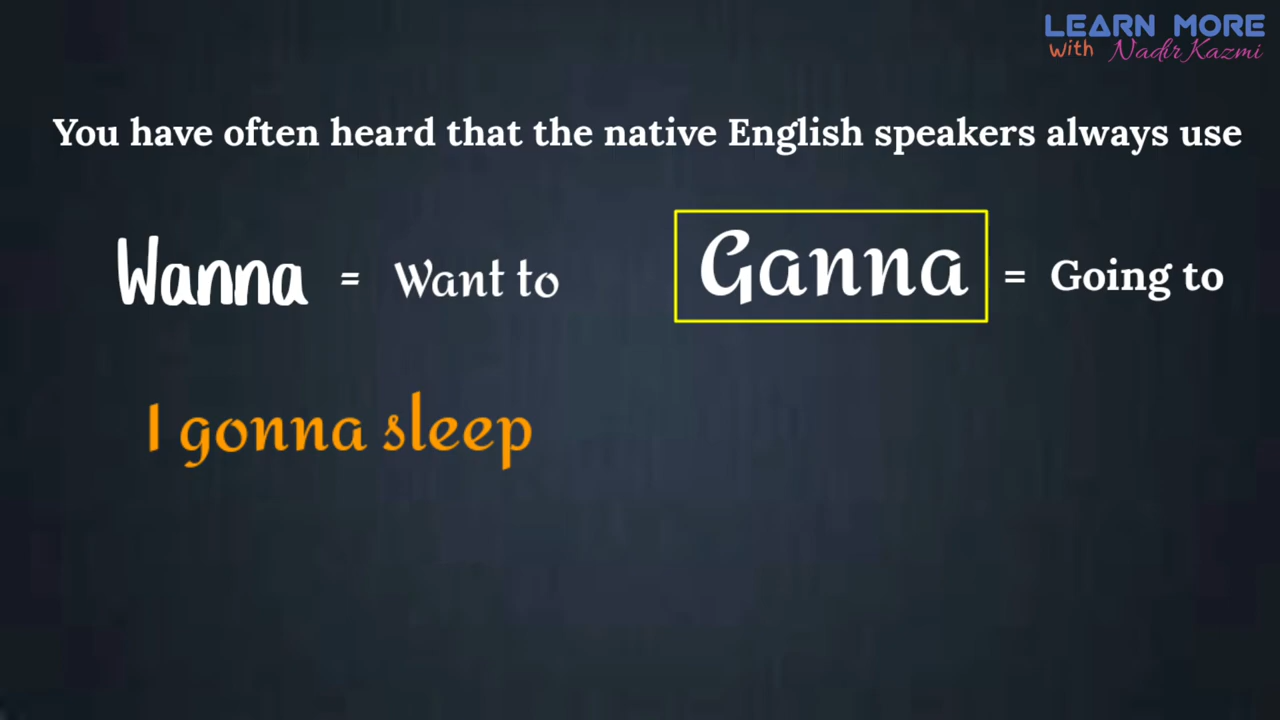 LEARN MORE
with Nadir Kazmi
You have often heard that the native English speakers always use
Wanna = Want to Ganna = Going to
I gonna sleep